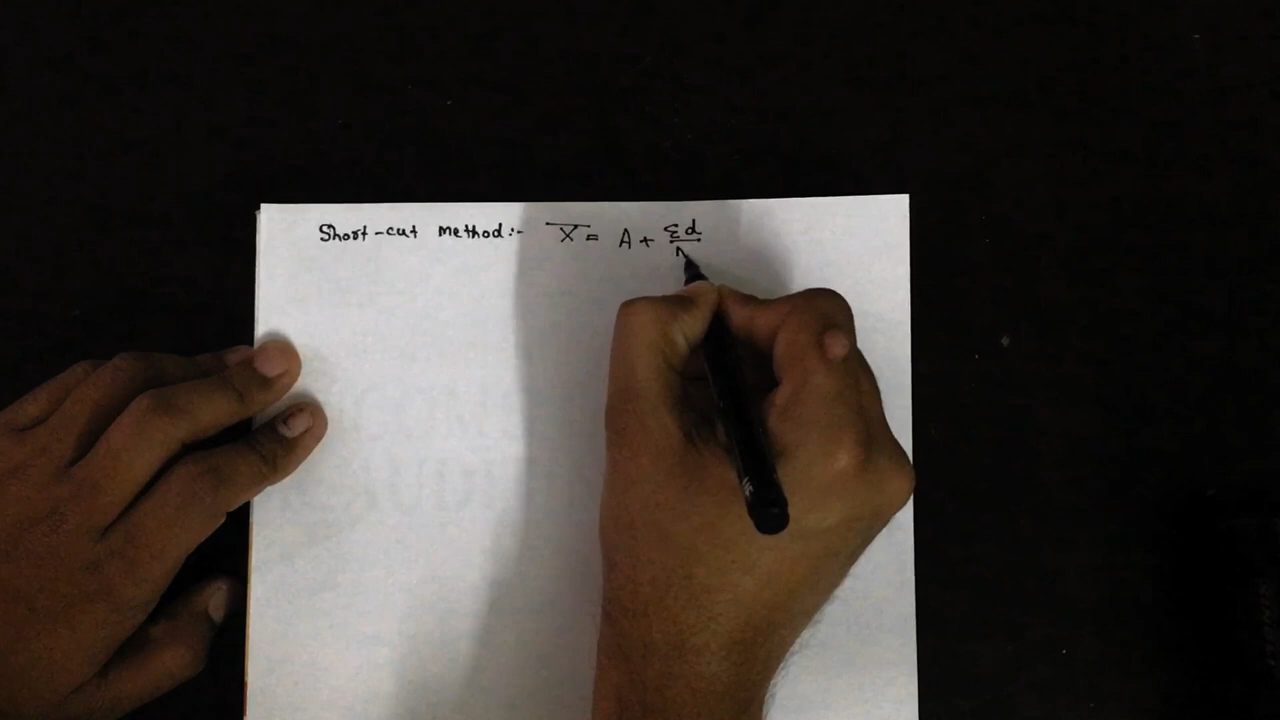 Short-cut method:- X̅ = A + Σd/